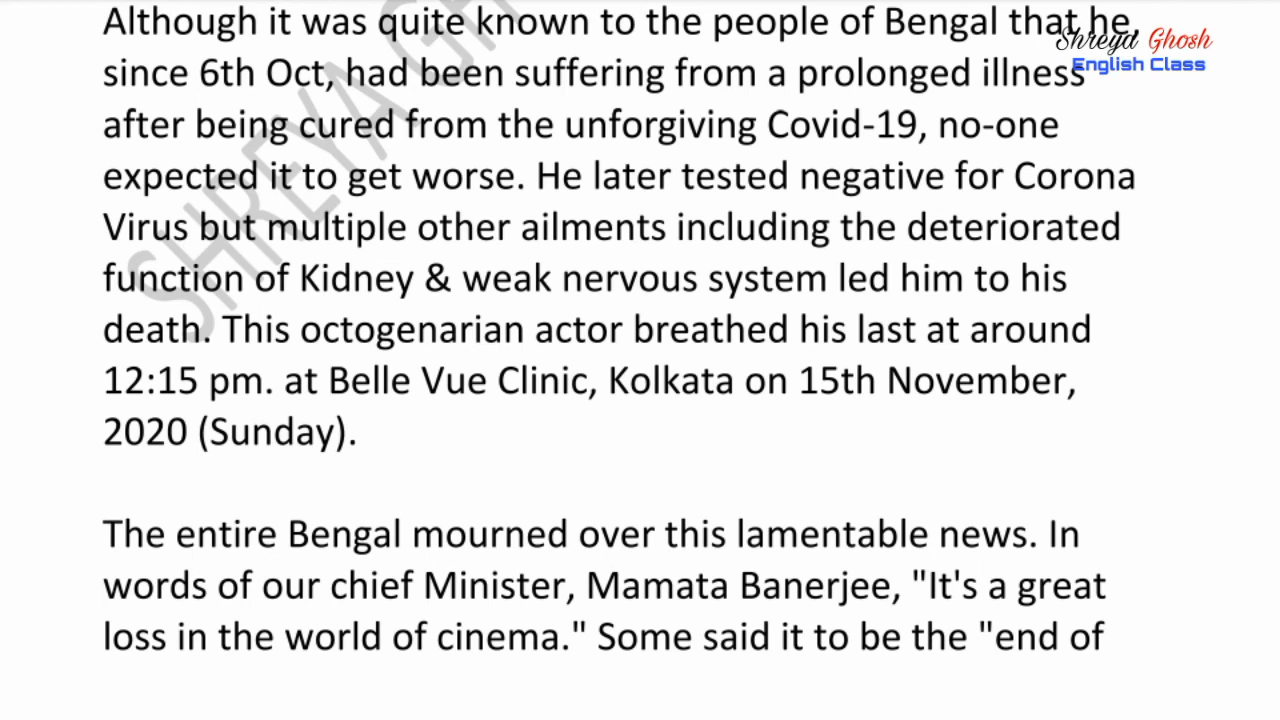 Although it was quite known to the people of Bengal that he,
since 6th Oct, had been suffering from a prolonged illness
after being cured from the unforgiving Covid-19, no-one
expected it to get worse. He later tested negative for Corona
Virus but multiple other ailments including the deteriorated
function of Kidney & weak nervous system led him to his
death. This octogenarian actor breathed his last at around
12:15 pm. at Belle Vue Clinic, Kolkata on 15th November,
2020 (Sunday).
The entire Bengal mourned over this lamentable news. In
words of our chief Minister, Mamata Banerjee, "It's a great
loss in the world of cinema." Some said it to be the "end of
Shreya Ghosh
English Class
SHREYA GH